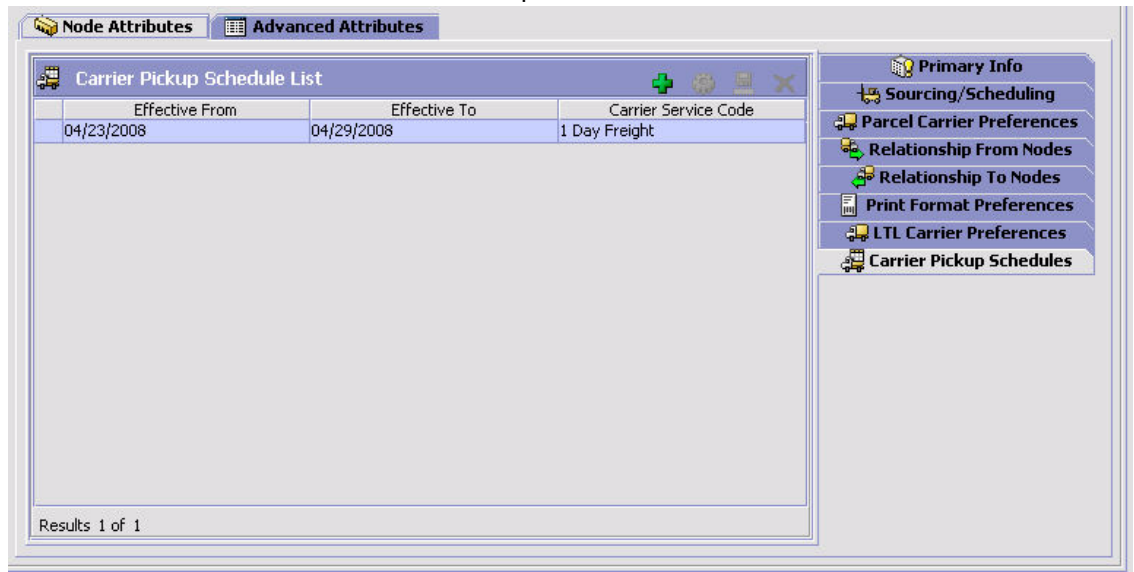 Node Attributes Advanced Attributes
Carrier Pickup Schedule List
Effective From Effective To Carrier Service Code
04/23/2008 04/29/2008 1 Day Freight
Results 1 of 1
Primary Info
Sourcing/Scheduling
Parcel Carrier Preferences
Relationship From Nodes
Relationship To Nodes
Print Format Preferences
LTL Carrier Preferences
Carrier Pickup Schedules